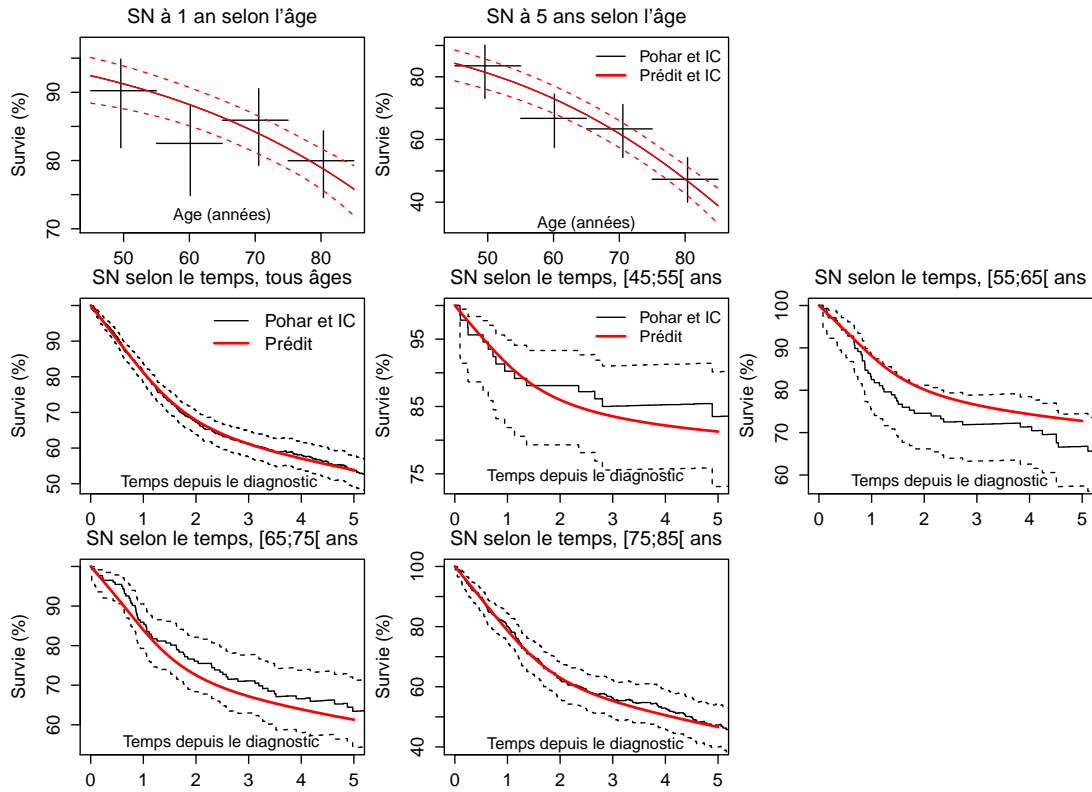 SN à 1 an selon l'âge
SN à 5 ans selon l'âge
Survie (%)
70 80 90
Age (années)
50 60 70 80
Survie (%)
40 60 80
Pohar et IC
Prédit et IC
Age (années)
50 60 70 80
SN selon le temps, tous âges
SN selon le temps, [45;55[ ans
SN selon le temps, [55;65[ ans
Survie (%)
50 60 70 80 90
Pohar et IC
Prédit
Temps depuis le diagnostic
0 1 2 3 4 5
Survie (%)
75 85 95
Pohar et IC
Prédit
Temps depuis le diagnostic
0 1 2 3 4 5
Survie (%)
60 70 80 90 100
Temps depuis le diagnostic
0 1 2 3 4 5
SN selon le temps, [65;75[ ans
SN selon le temps, [75;85[ ans
Survie (%)
60 70 80 90
Temps depuis le diagnostic
0 1 2 3 4 5
Survie (%)
40 60 80 100
Temps depuis le diagnostic
0 1 2 3 4 5